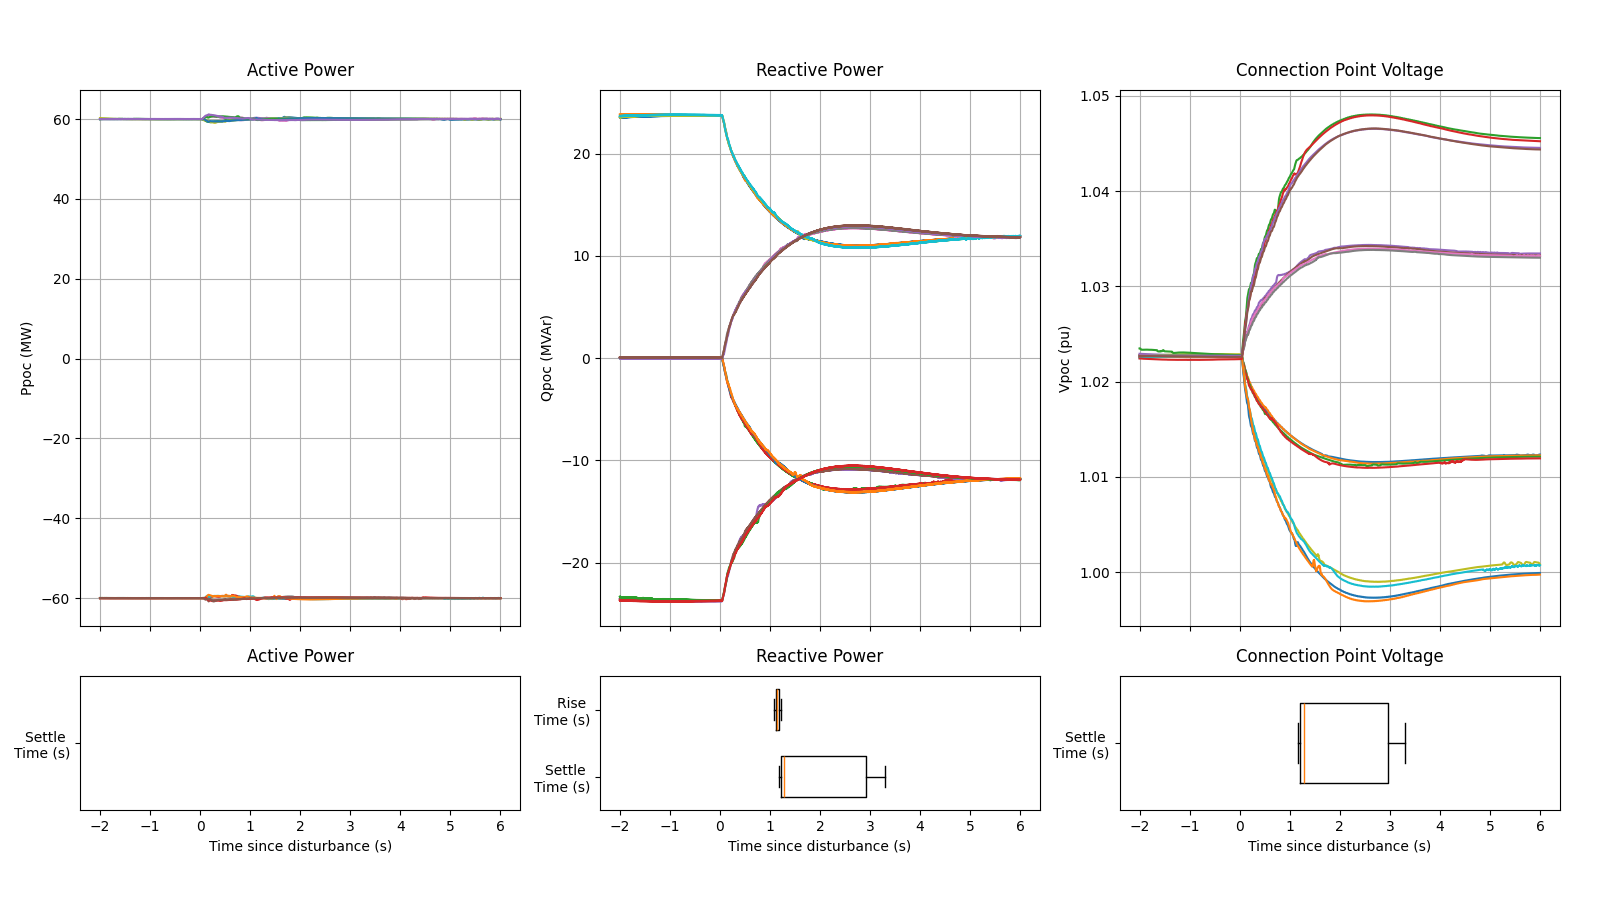 Active Power
Reactive Power
Connection Point Voltage
Ppoc (MW)
60
40
20
0
−20
−40
−60
Qpoc (MVAr)
20
10
0
−10
−20
Vpoc (pu)
1.05
1.04
1.03
1.02
1.01
1.00
Active Power
Reactive Power
Connection Point Voltage
Settle
Time (s)
Rise
Time (s)
Settle
Time (s)
Settle
Time (s)
−2 −1 0 1 2 3 4 5 6
−2 −1 0 1 2 3 4 5 6
−2 −1 0 1 2 3 4 5 6
Time since disturbance (s)
Time since disturbance (s)
Time since disturbance (s)